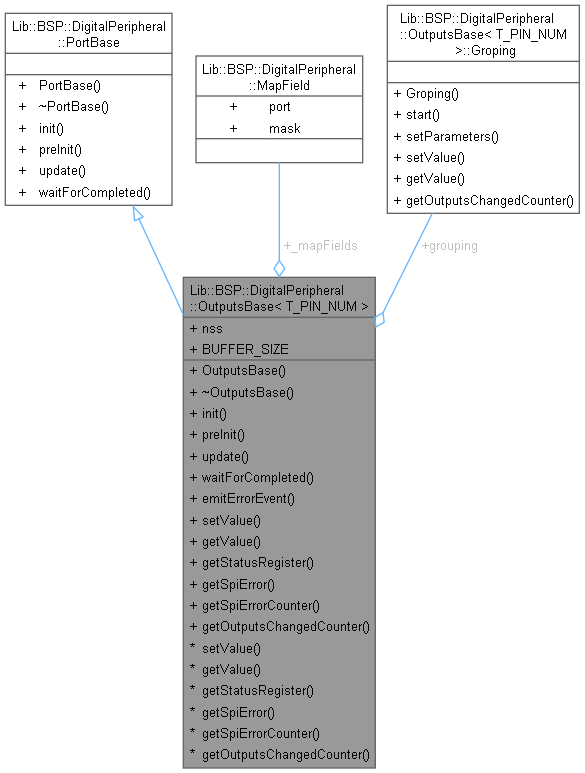 Lib::BSP::DigitalPeripheral
::PortBase
+ PortBase()
+ ~PortBase()
+ init()
+ preInit()
+ update()
+ waitForCompleted()
Lib::BSP::DigitalPeripheral
::MapField
+ port
+ mask
Lib::BSP::DigitalPeripheral
::OutputsBase< T_PIN_NUM
>::Groping
+ Groping()
+ start()
+ setParameters()
+ setValue()
+ getValue()
+ getOutputsChangedCounter()
+_mapFields
+grouping
Lib::BSP::DigitalPeripheral
::OutputsBase< T_PIN_NUM >
+ nss
+ BUFFER_SIZE
+ OutputsBase()
+ ~OutputsBase()
+ init()
+ preInit()
+ update()
+ waitForCompleted()
+ emitErrorEvent()
+ setValue()
+ getValue()
+ getStatusRegister()
+ getSpiError()
+ getSpiErrorCounter()
+ getOutputsChangedCounter()
* setValue()
* getValue()
* getStatusRegister()
* getSpiError()
* getSpiErrorCounter()
* getOutputsChangedCounter()